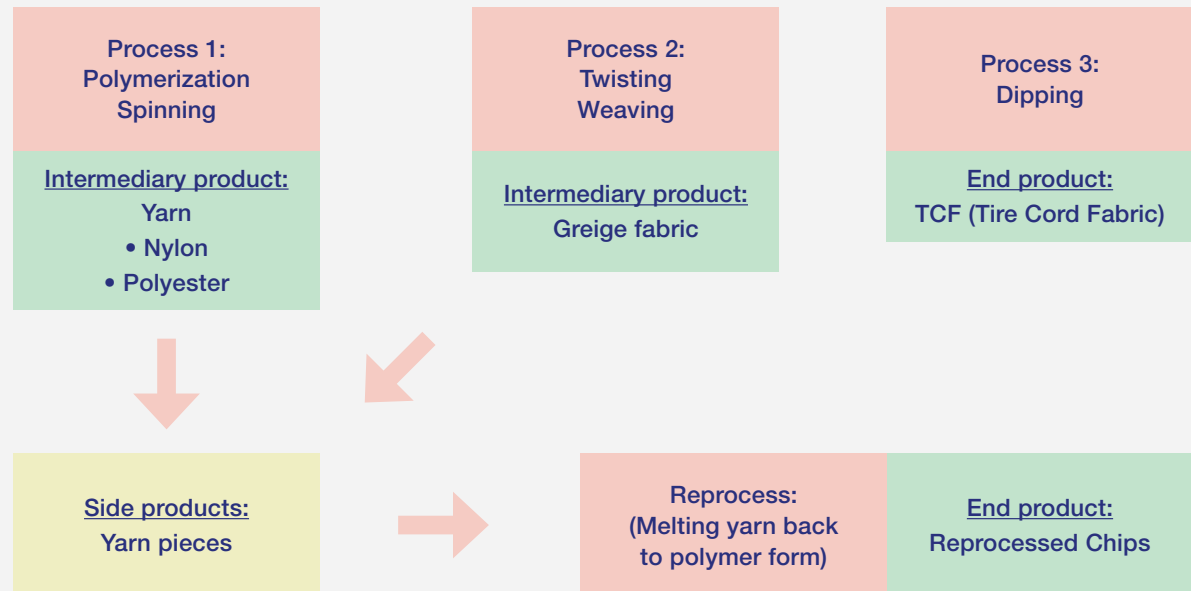 Process 1:
Polymerization
Spinning
Intermediary product:
Yarn
• Nylon
• Polyester
Process 2:
Twisting
Weaving
Intermediary product:
Greige fabric
Process 3:
Dipping
End product:
TCF (Tire Cord Fabric)
Side products:
Yarn pieces
Reprocess:
(Melting yarn back
to polymer form)
End product:
Reprocessed Chips